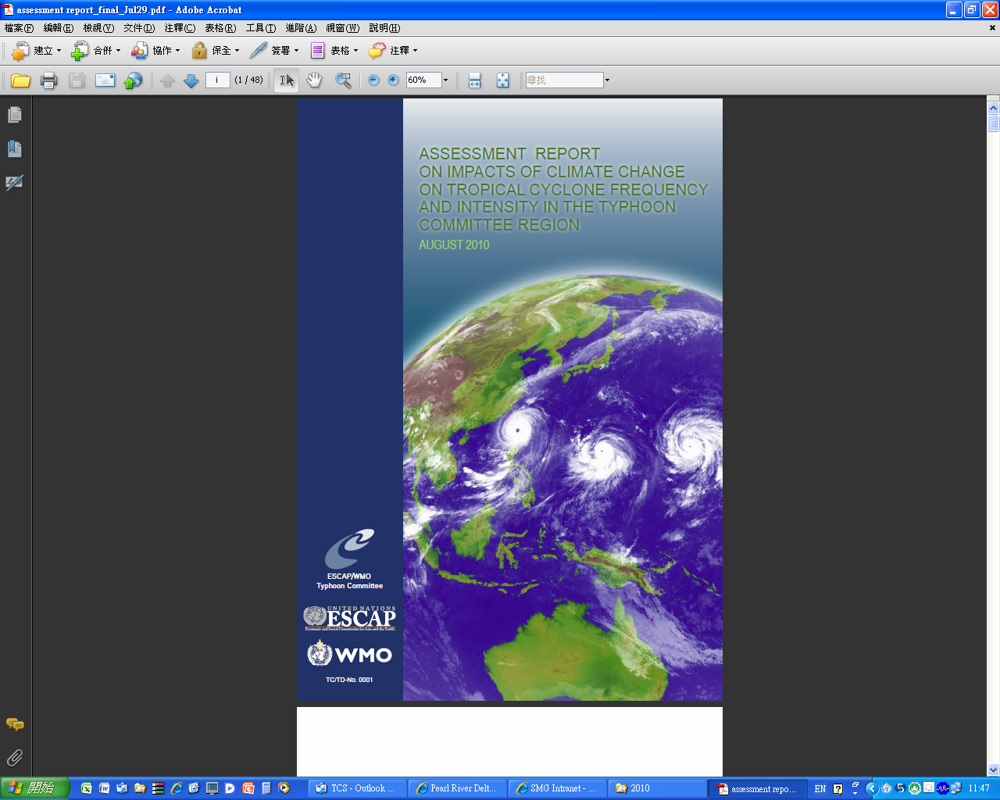 assessment report_final_Jul29.pdf - Adobe Acrobat
檔案(F) 編輯(E) 檢視(V) 文件(D) 注釋(C) 表格(R) 工具(T) 進階(A) 視窗(W) 說明(H)
建立 合併 協作 保全 簽署 表格 注釋
i (1 / 48) 60% 尋找
ASSESSMENT REPORT
ON IMPACTS OF CLIMATE CHANGE
ON TROPICAL CYCLONE FREQUENCY
AND INTENSITY IN THE TYPHOON
COMMITTEE REGION
AUGUST 2010
ESCAP/WMO
Typhoon Committee
UNITED NATIONS
ESCAP
Economic and Social Commission for Asia and the Pacific
WMO
TC/TD-No. 0001
開始 TCS - Outlook ... Pearl River Delt... SMG Intranet - ... 2010 assessment repo... EN 11:47